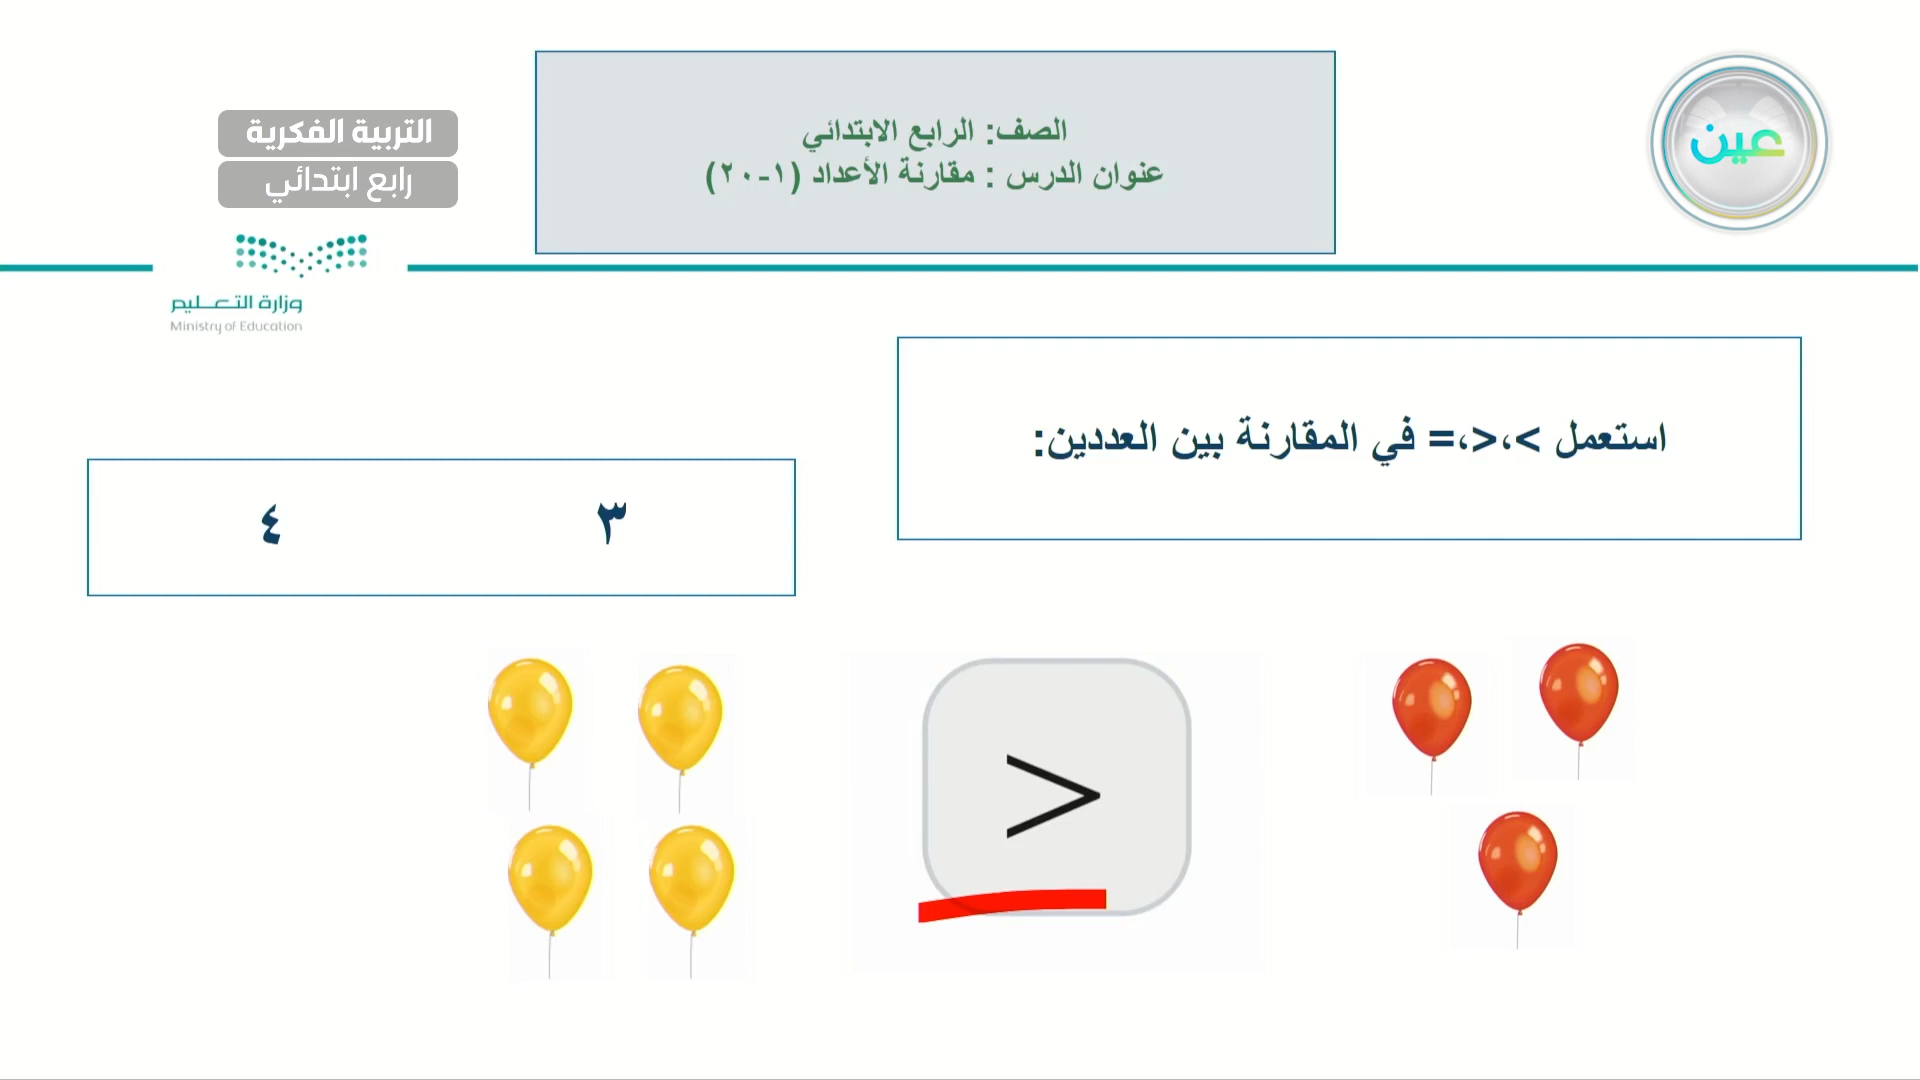 الصف: الرابع الابتدائي
عنوان الدرس : مقارنة الأعداد (١-٢٠)
عين
التربية الفكرية
رابع ابتدائي
وزارة التعليم
Ministry of Education
استعمل >،<،= في المقارنة بين العددين:
٣ ٤
>